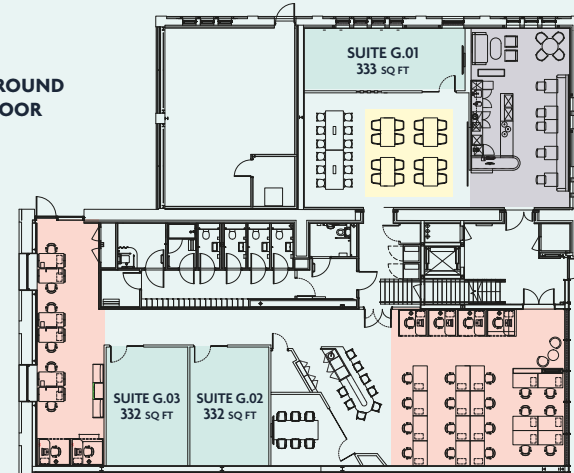 ROUND
OOR
SUITE G.01
333 SQ FT
SUITE G.03
332 SQ FT
SUITE G.02
332 SQ FT